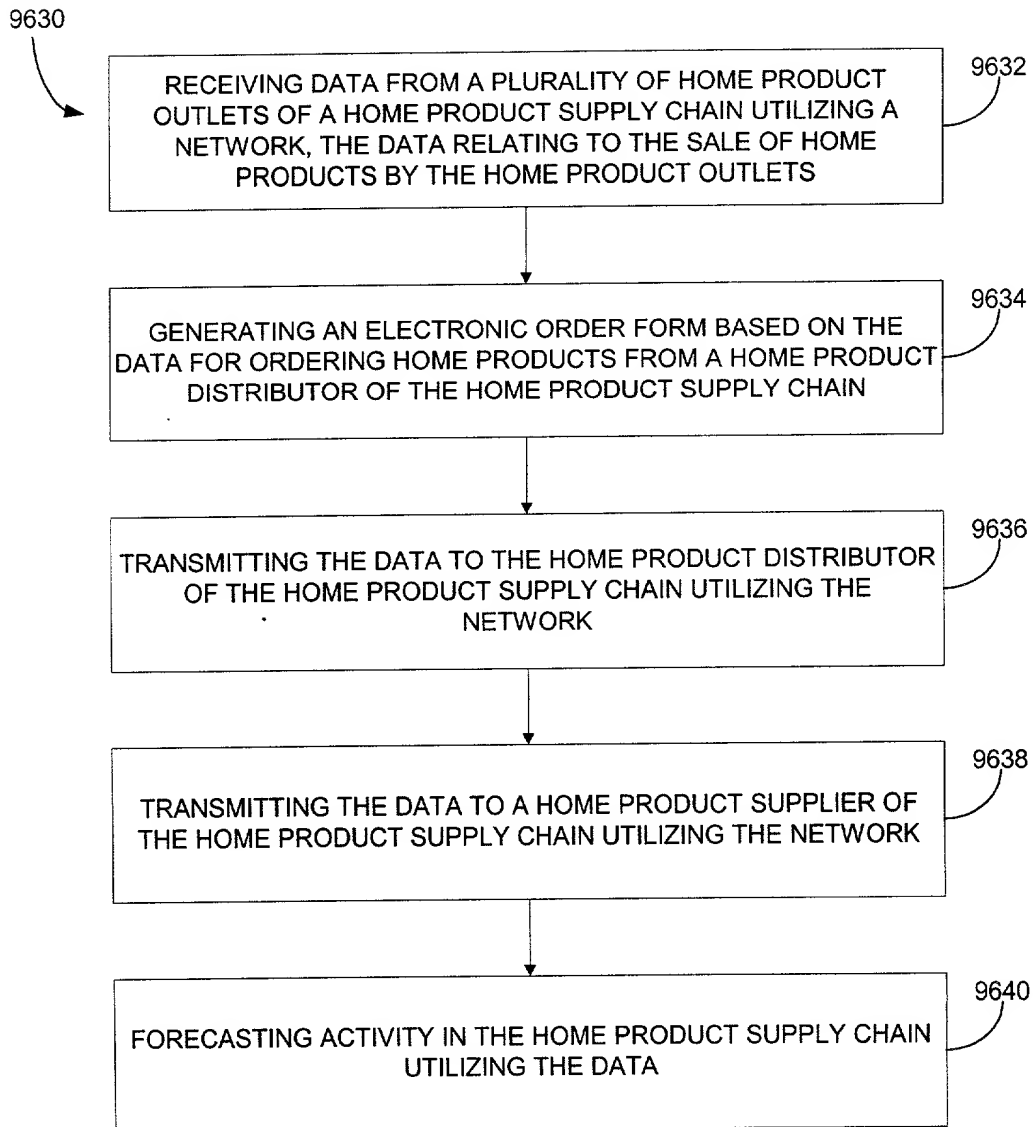 9630
RECEIVING DATA FROM A PLURALITY OF HOME PRODUCT
OUTLETS OF A HOME PRODUCT SUPPLY CHAIN UTILIZING A
NETWORK, THE DATA RELATING TO THE SALE OF HOME
PRODUCTS BY THE HOME PRODUCT OUTLETS
9632
GENERATING AN ELECTRONIC ORDER FORM BASED ON THE
DATA FOR ORDERING HOME PRODUCTS FROM A HOME PRODUCT
DISTRIBUTOR OF THE HOME PRODUCT SUPPLY CHAIN
9634
TRANSMITTING THE DATA TO THE HOME PRODUCT DISTRIBUTOR
OF THE HOME PRODUCT SUPPLY CHAIN UTILIZING THE
NETWORK
9636
TRANSMITTING THE DATA TO A HOME PRODUCT SUPPLIER OF
THE HOME PRODUCT SUPPLY CHAIN UTILIZING THE NETWORK
9638
FORECASTING ACTIVITY IN THE HOME PRODUCT SUPPLY CHAIN
UTILIZING THE DATA
9640